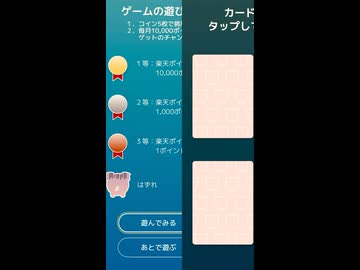 ゲームの遊び
1．コイン5枚で挑
2．毎月10,000ポイ
ゲットのチャン
1等：楽天ポイ
10,000ポ
2等：楽天ポイ
1,000ポ
3等：楽天ポイ
1ポイン
はずれ
遊んでみる
あとで遊ぶ
カード
タップして